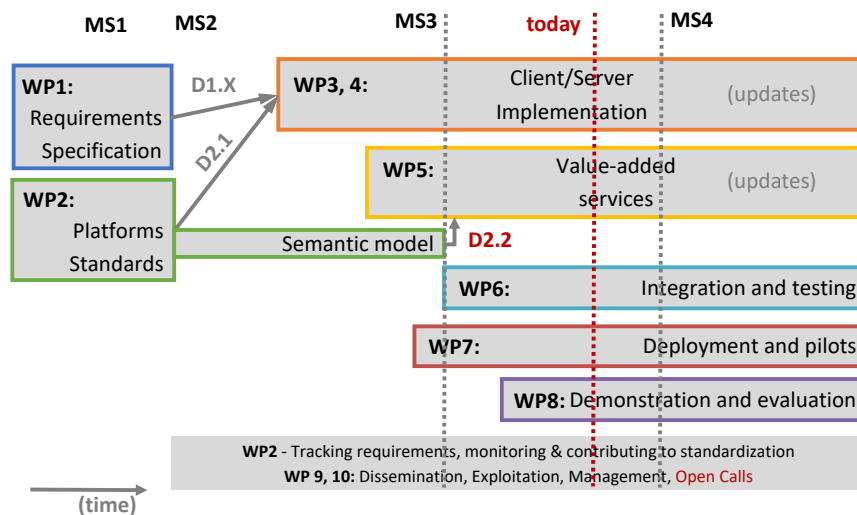 MS1 MS2 MS3 today MS4
WP1:
Requirements
Specification
D1.X
WP3, 4:
Client/Server
Implementation
(updates)
D2.1
WP2:
Platforms
Standards
WP5:
Value-added
services
(updates)
Semantic model
D2.2
WP6: Integration and testing
WP7: Deployment and pilots
WP8: Demonstration and evaluation
WP2 - Tracking requirements, monitoring & contributing to standardization
WP 9, 10: Dissemination, Exploitation, Management, Open Calls
(time)